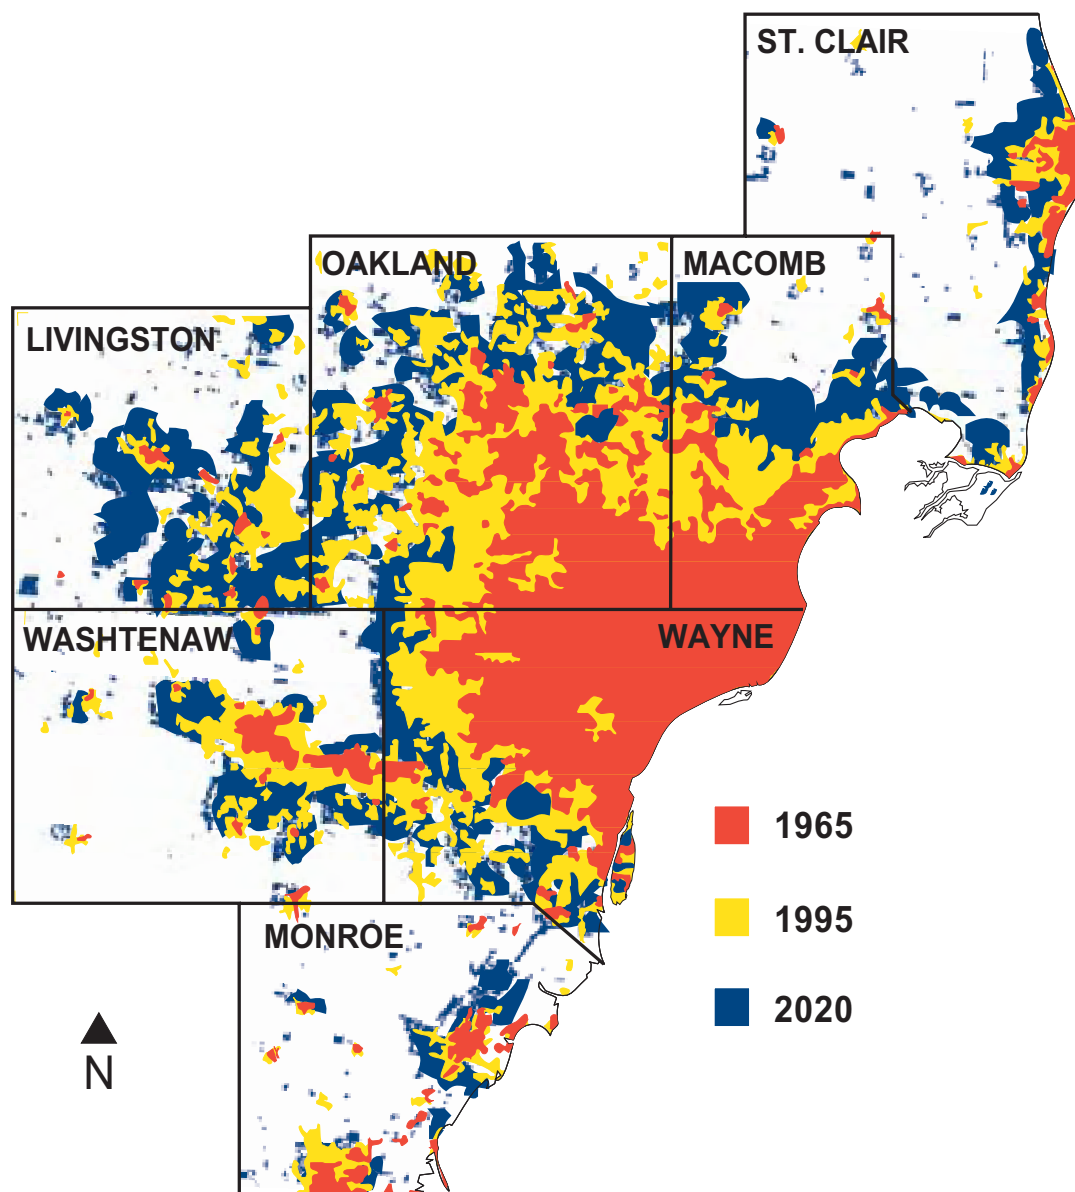 ST. CLAIR
OAKLAND
MACOMB
LIVINGSTON
WASHTENAW
WAYNE
1965
1995
2020
MONROE
N